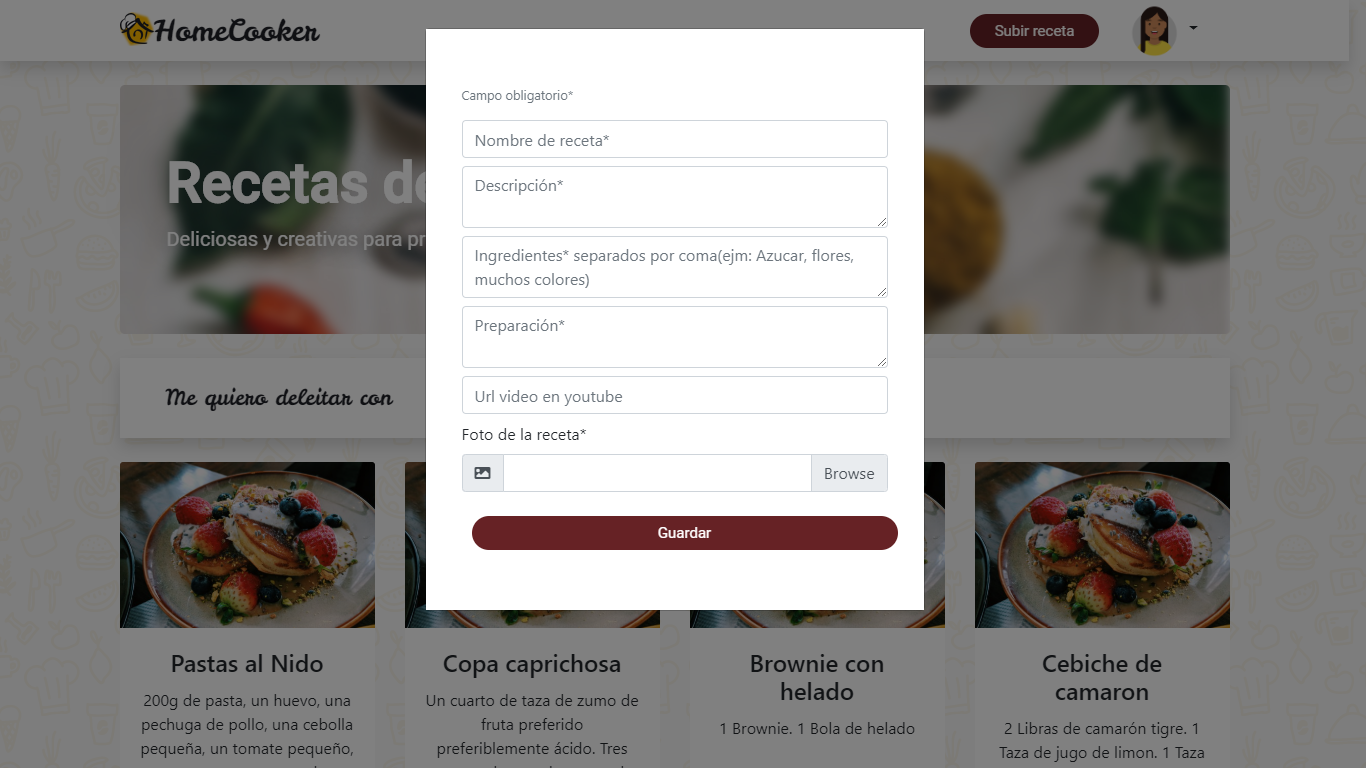 HomeCooker
Subir receta
Recetas de
Deliciosas y creativas para pr
Campo obligatorio*
Nombre de receta*
Descripción*
Ingredientes* separados por coma(ejm: Azucar, flores,
muchos colores)
Preparación*
Url video en youtube
Foto de la receta*
Browse
Guardar
Me quiero deleitar con
Pastas al Nido
200g de pasta, un huevo, una
pechuga de pollo, una cebolla
pequeña, un tomate pequeño,
Copa caprichosa
Un cuarto de taza de zumo de
fruta preferido
preferiblemente ácido. Tres
Brownie con
helado
1 Brownie. 1 Bola de helado
Cebiche de
camaron
2 Libras de camarón tigre. 1
Taza de jugo de limon. 1 Taza